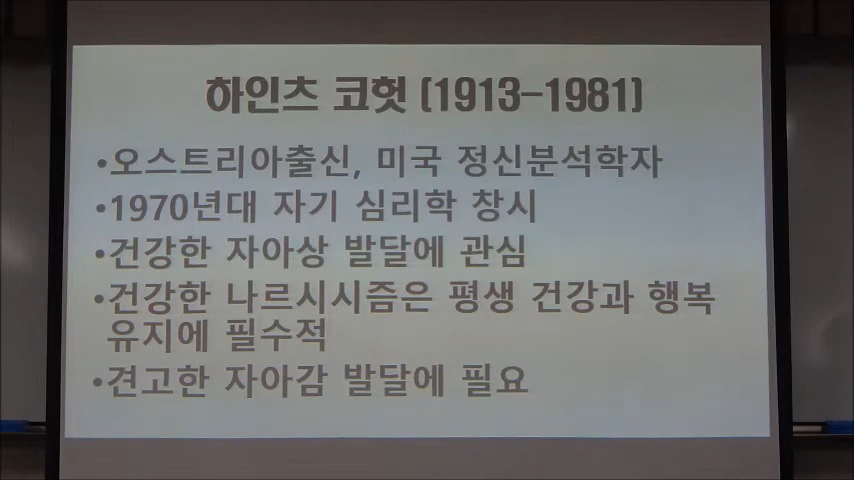 하인츠 코헛 (1913-1981)
•오스트리아출신, 미국 정신분석학자
•1970년대 자기 심리학 창시
•건강한 자아상 발달에 관심
•건강한 나르시시즘은 평생 건강과 행복
유지에 필수적
•견고한 자아감 발달에 필요